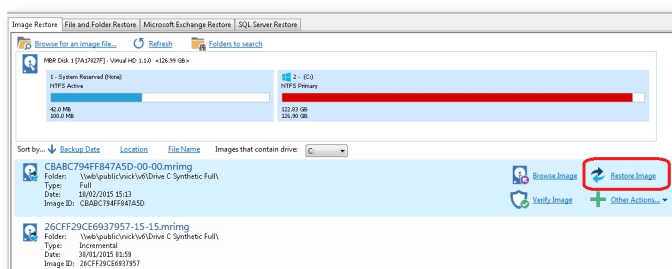 Image Restore File and Folder Restore Microsoft Exchange Restore SQL Server Restore
Browse for an image file... Refresh Folders to search
MBR Disk 1 [7A17827F] - Virtual HD 1.1.0 <126.99 GB>
1 - System Reserved (None)
NTFS Active
42.0 MB
100.0 MB
2 - (C:)
NTFS Primary
122.83 GB
126.90 GB
Sort by... Backup Date Location File Name Images that contain drive: C:
CBABC794FF847A5D-00-00.mrimg
Folder: \\wb\public\nick\v6\Drive C Synthetic Full\
Type: Full
Date: 18/02/2015 15:13
Image ID: CBABC794FF847A5D
Browse Image Restore Image
Verify Image Other Actions...
26CFF29CE6937957-15-15.mrimg
Folder: \\wb\public\nick\v6\Drive C Synthetic Full\
Type: Incremental
Date: 30/01/2015 01:59
Image ID: 26CFF29CE6937957